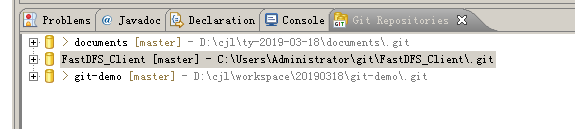 Problems @ Javadoc Declaration Console Git Repositories
> documents [master] - D:\cjl\ty-2019-03-18\documents\.git
FastDFS_Client [master] - C:\Users\Administrator\git\FastDFS_Client\.git
> git-demo [master] - D:\cjl\workspace\20190318\git-demo\.git